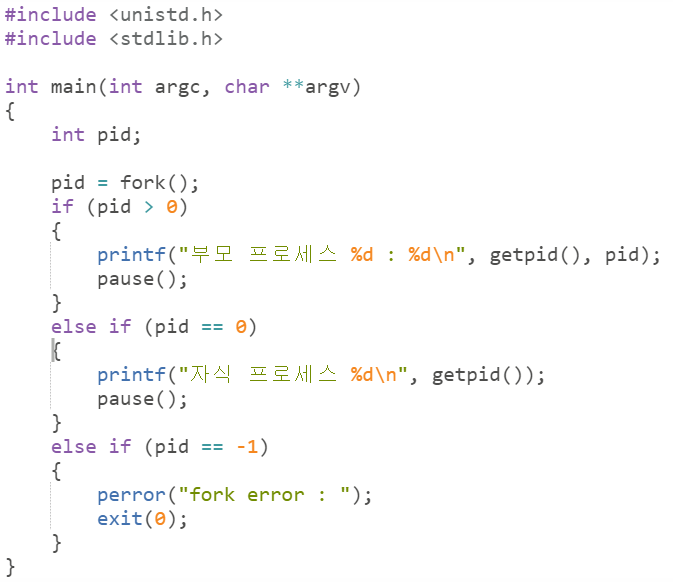 #include <unistd.h>
#include <stdlib.h>

int main(int argc, char **argv)
{
    int pid;

    pid = fork();
    if (pid > 0)
    {
        printf("부모 프로세스 %d : %d\n", getpid(), pid);
        pause();
    }
    else if (pid == 0)
    {
        printf("자식 프로세스 %d\n", getpid());
        pause();
    }
    else if (pid == -1)
    {
        perror("fork error : ");
        exit(0);
    }
}